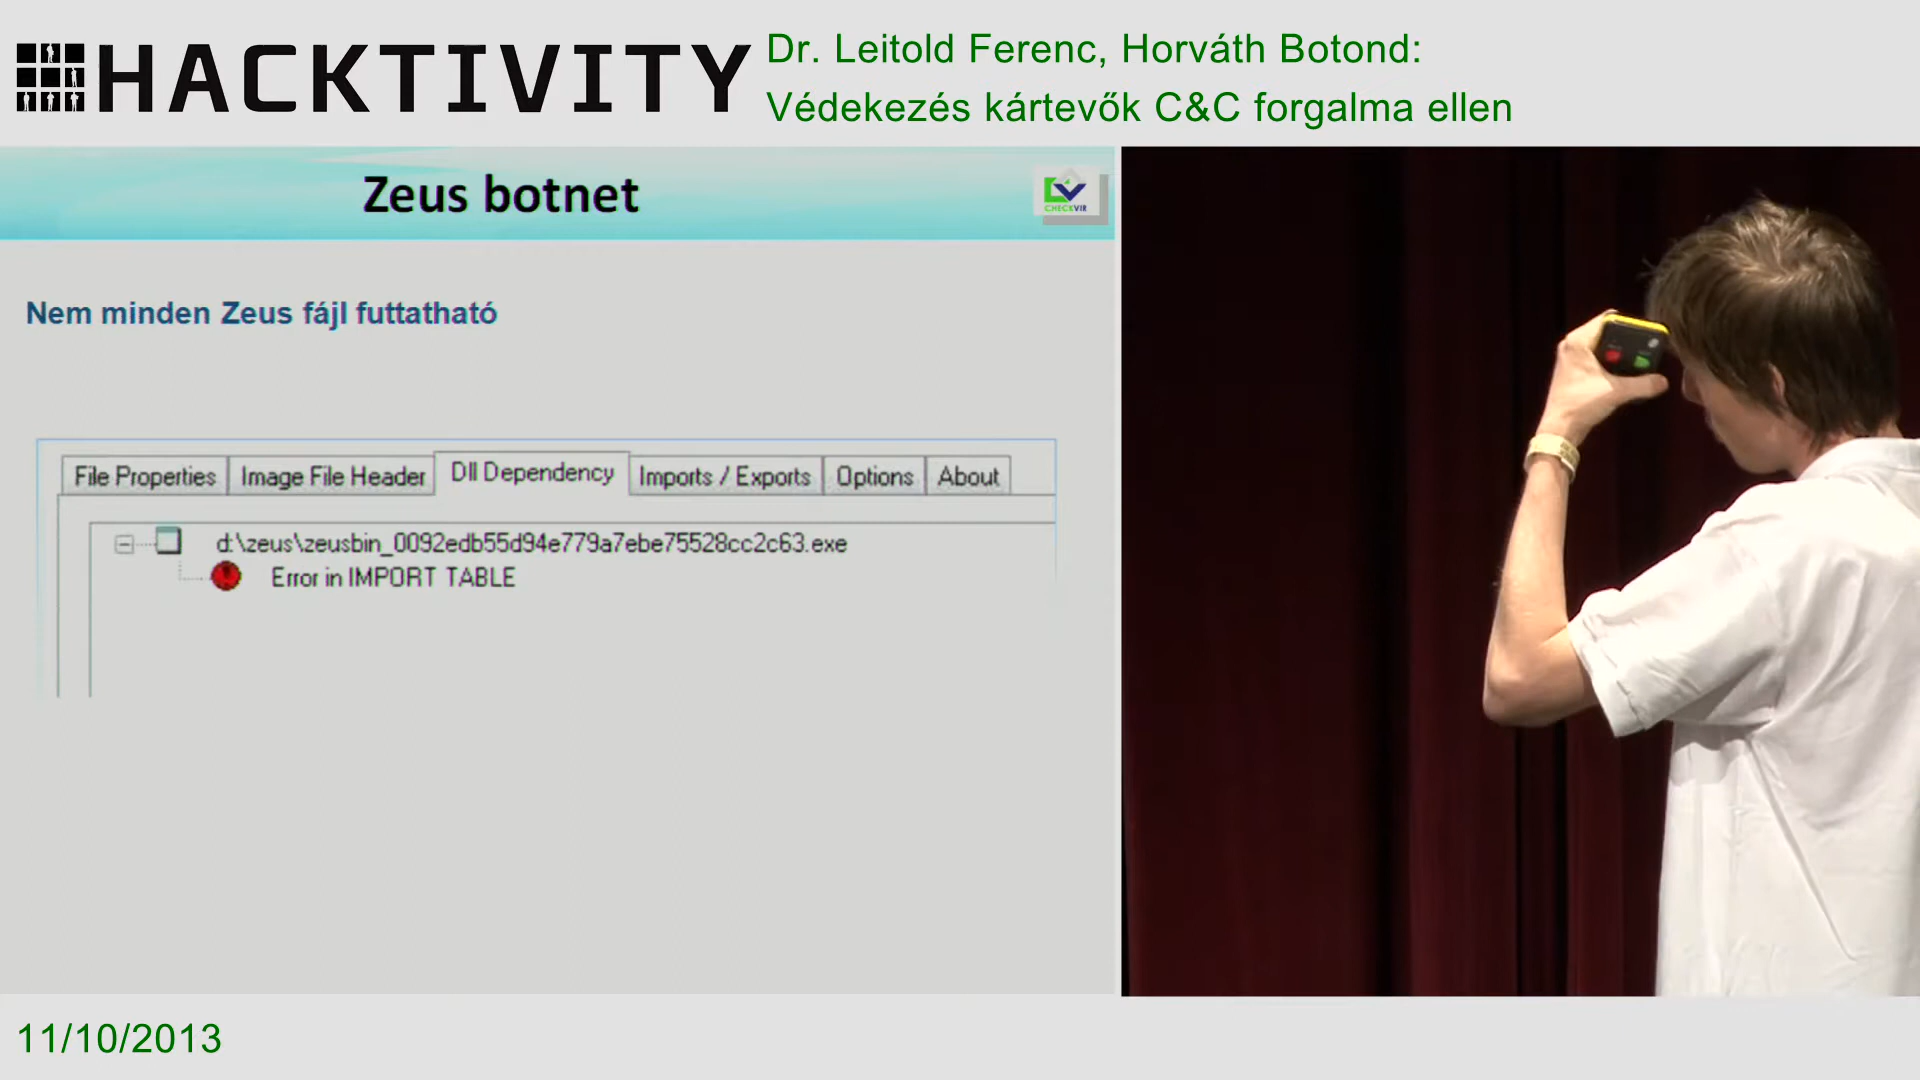 HACKTIVITY
Dr. Leitold Ferenc, Horváth Botond:
Védekezés kártevők C&C forgalma ellen
Zeus botnet
CHECKVIR
Nem minden Zeus fájl futtatható
File Properties Image File Header Dll Dependency Imports / Exports Options About
d:\zeus\zeusbin_0092edb55d94e779a7ebe75528cc2c63.exe
Error in IMPORT TABLE
11/10/2013